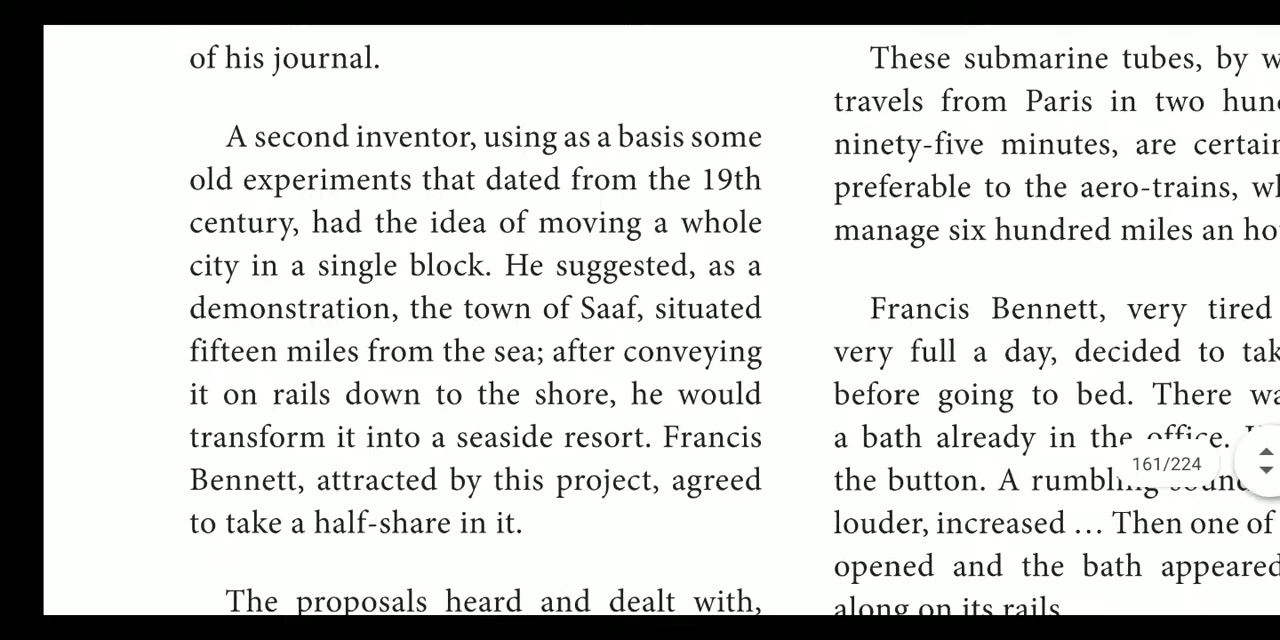 of his journal.
A second inventor, using as a basis some
old experiments that dated from the 19th
century, had the idea of moving a whole
city in a single block. He suggested, as a
demonstration, the town of Saaf, situated
fifteen miles from the sea; after conveying
it on rails down to the shore, he would
transform it into a seaside resort. Francis
Bennett, attracted by this project, agreed
to take a half-share in it.
The proposals heard and dealt with,
These submarine tubes, by
travels from Paris in two
ninety-five minutes, are
preferable to the aero-trains,
manage six hundred miles an
Francis Bennett, very tired
very full a day, decided to
before going to bed. There
a bath already in the office.
the button. A rumbling
louder, increased ... Then one of
opened and the bath appeared
along on its rails
161/224